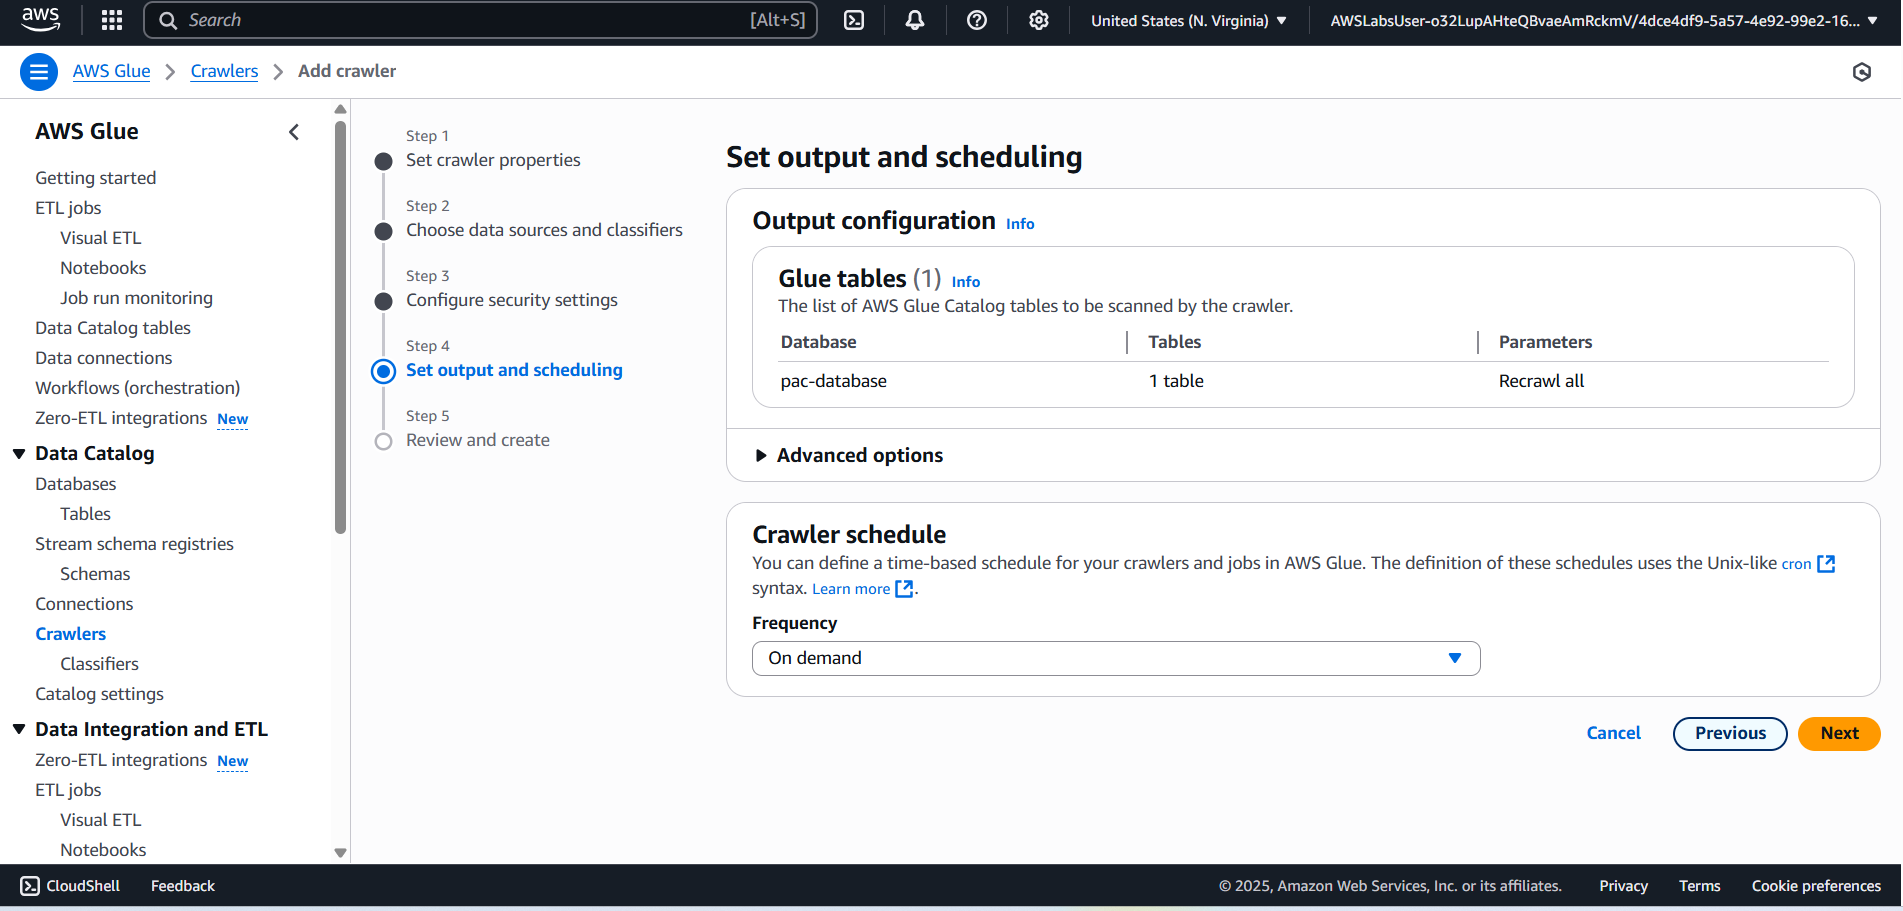 aws
Search [Alt+S]
United States (N. Virginia)
AWSLabsUser-o32LupAHteQBvaeAmRckmV/4dce4df9-5a57-4e92-99e2-16...
AWS Glue
Crawlers
Add crawler
AWS Glue
Getting started
ETL jobs
Visual ETL
Notebooks
Job run monitoring
Data Catalog tables
Data connections
Workflows (orchestration)
Zero-ETL integrations New
Data Catalog
Databases
Tables
Stream schema registries
Schemas
Connections
Crawlers
Classifiers
Catalog settings
Data Integration and ETL
Zero-ETL integrations New
ETL jobs
Visual ETL
Notebooks
Step 1
Set crawler properties
Step 2
Choose data sources and classifiers
Step 3
Configure security settings
Step 4
Set output and scheduling
Step 5
Review and create
Set output and scheduling
Output configuration Info
Glue tables (1) Info
The list of AWS Glue Catalog tables to be scanned by the crawler.
Database Tables Parameters
pac-database 1 table Recrawl all
Advanced options
Crawler schedule
You can define a time-based schedule for your crawlers and jobs in AWS Glue. The definition of these schedules uses the Unix-like cron
syntax. Learn more.
Frequency
On demand
Cancel Previous Next
CloudShell Feedback © 2025, Amazon Web Services, Inc. or its affiliates. Privacy Terms Cookie preferences